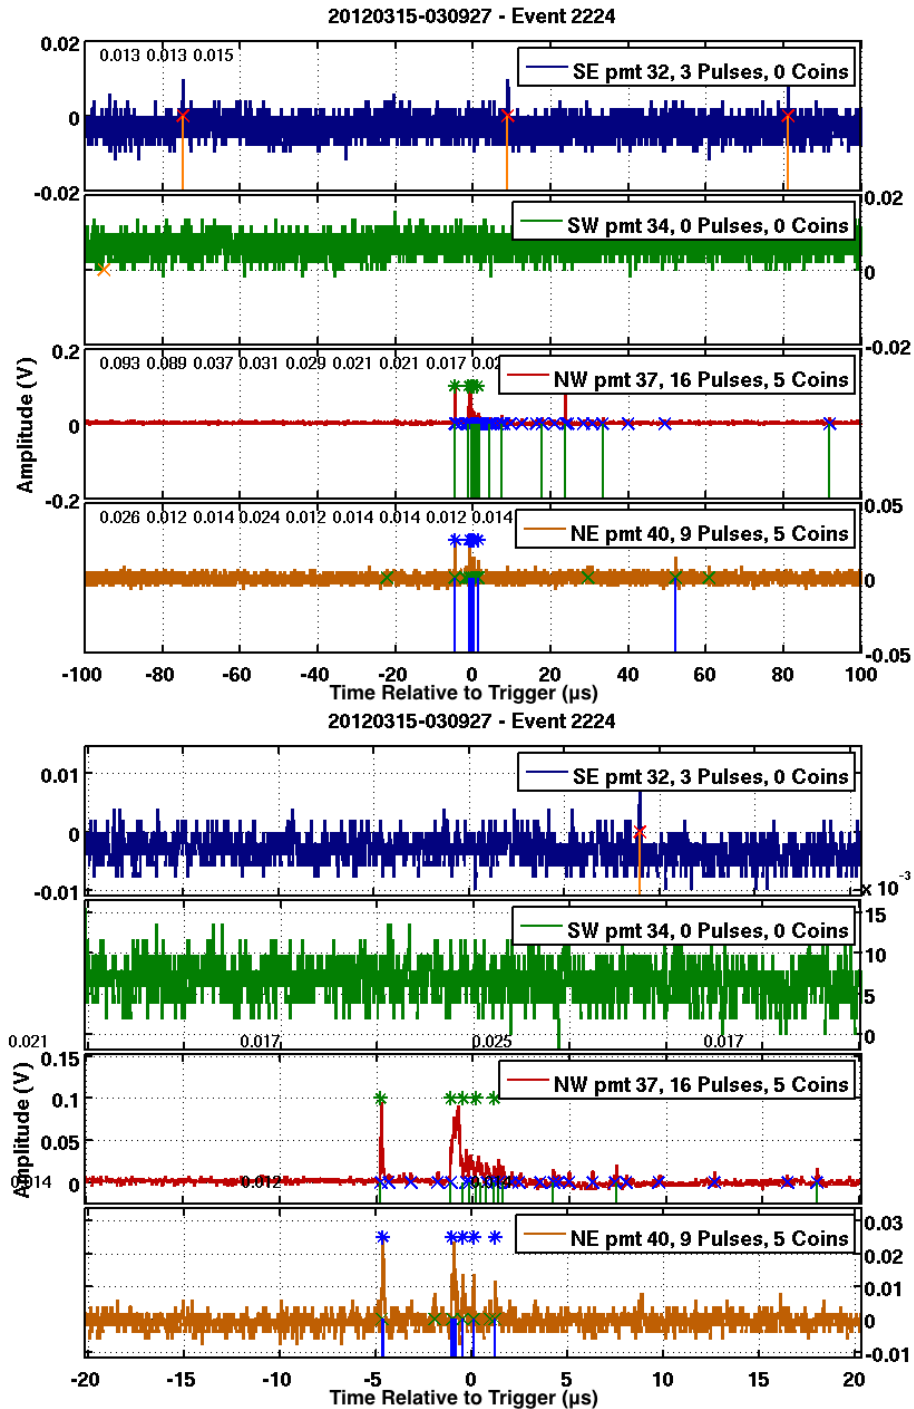 20120315-030927 - Event 2224
0.02
0.013 0.013 0.015
SE pmt 32, 3 Pulses, 0 Coins
0
-0.02
0.02
SW pmt 34, 0 Pulses, 0 Coins
0
-0.02
0.2
0.093 0.089 0.037 0.031 0.029 0.021 0.021 0.017
NW pmt 37, 16 Pulses, 5 Coins
0
-0.2
Amplitude (V)
0.05
0.026 0.012 0.014 0.024 0.012 0.014 0.014 0.012 0.014
NE pmt 40, 9 Pulses, 5 Coins
0
-0.05
-100 -80 -60 -40 -20 0 20 40 60 80 100
Time Relative to Trigger (μs)
20120315-030927 - Event 2224
0.01
SE pmt 32, 3 Pulses, 0 Coins
0
-0.01
x 10-3
15
SW pmt 34, 0 Pulses, 0 Coins
10
5
0
0.021 0.017 0.025 0.017
0.15
NW pmt 37, 16 Pulses, 5 Coins
0.1
0.05
0
Amplitude (V)
0.014 0.012 0.014
0.03
NE pmt 40, 9 Pulses, 5 Coins
0.02
0.01
0
-0.01
-20 -15 -10 -5 0 5 10 15 20
Time Relative to Trigger (μs)